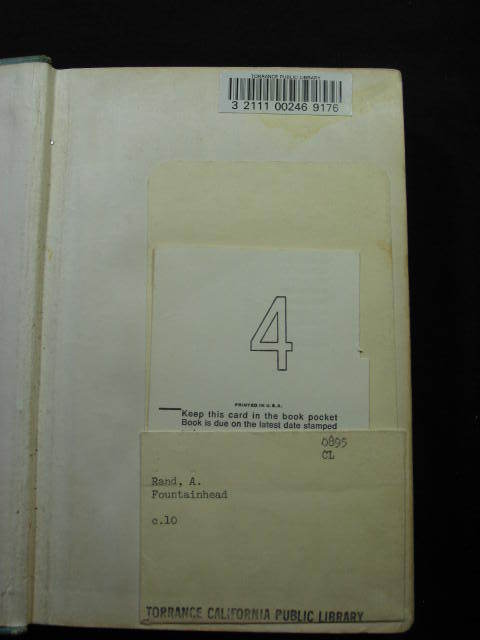 TORRANCE PUBLIC LIBRARY
3 2111 00246 9176
4
PRINTED IN U.S.A.
Keep this card in the book pocket
Book is due on the latest date stamped
0895
CL
Rand, A.
Fountainhead
c.10
TORRANCE CALIFORNIA PUBLIC LIBRARY